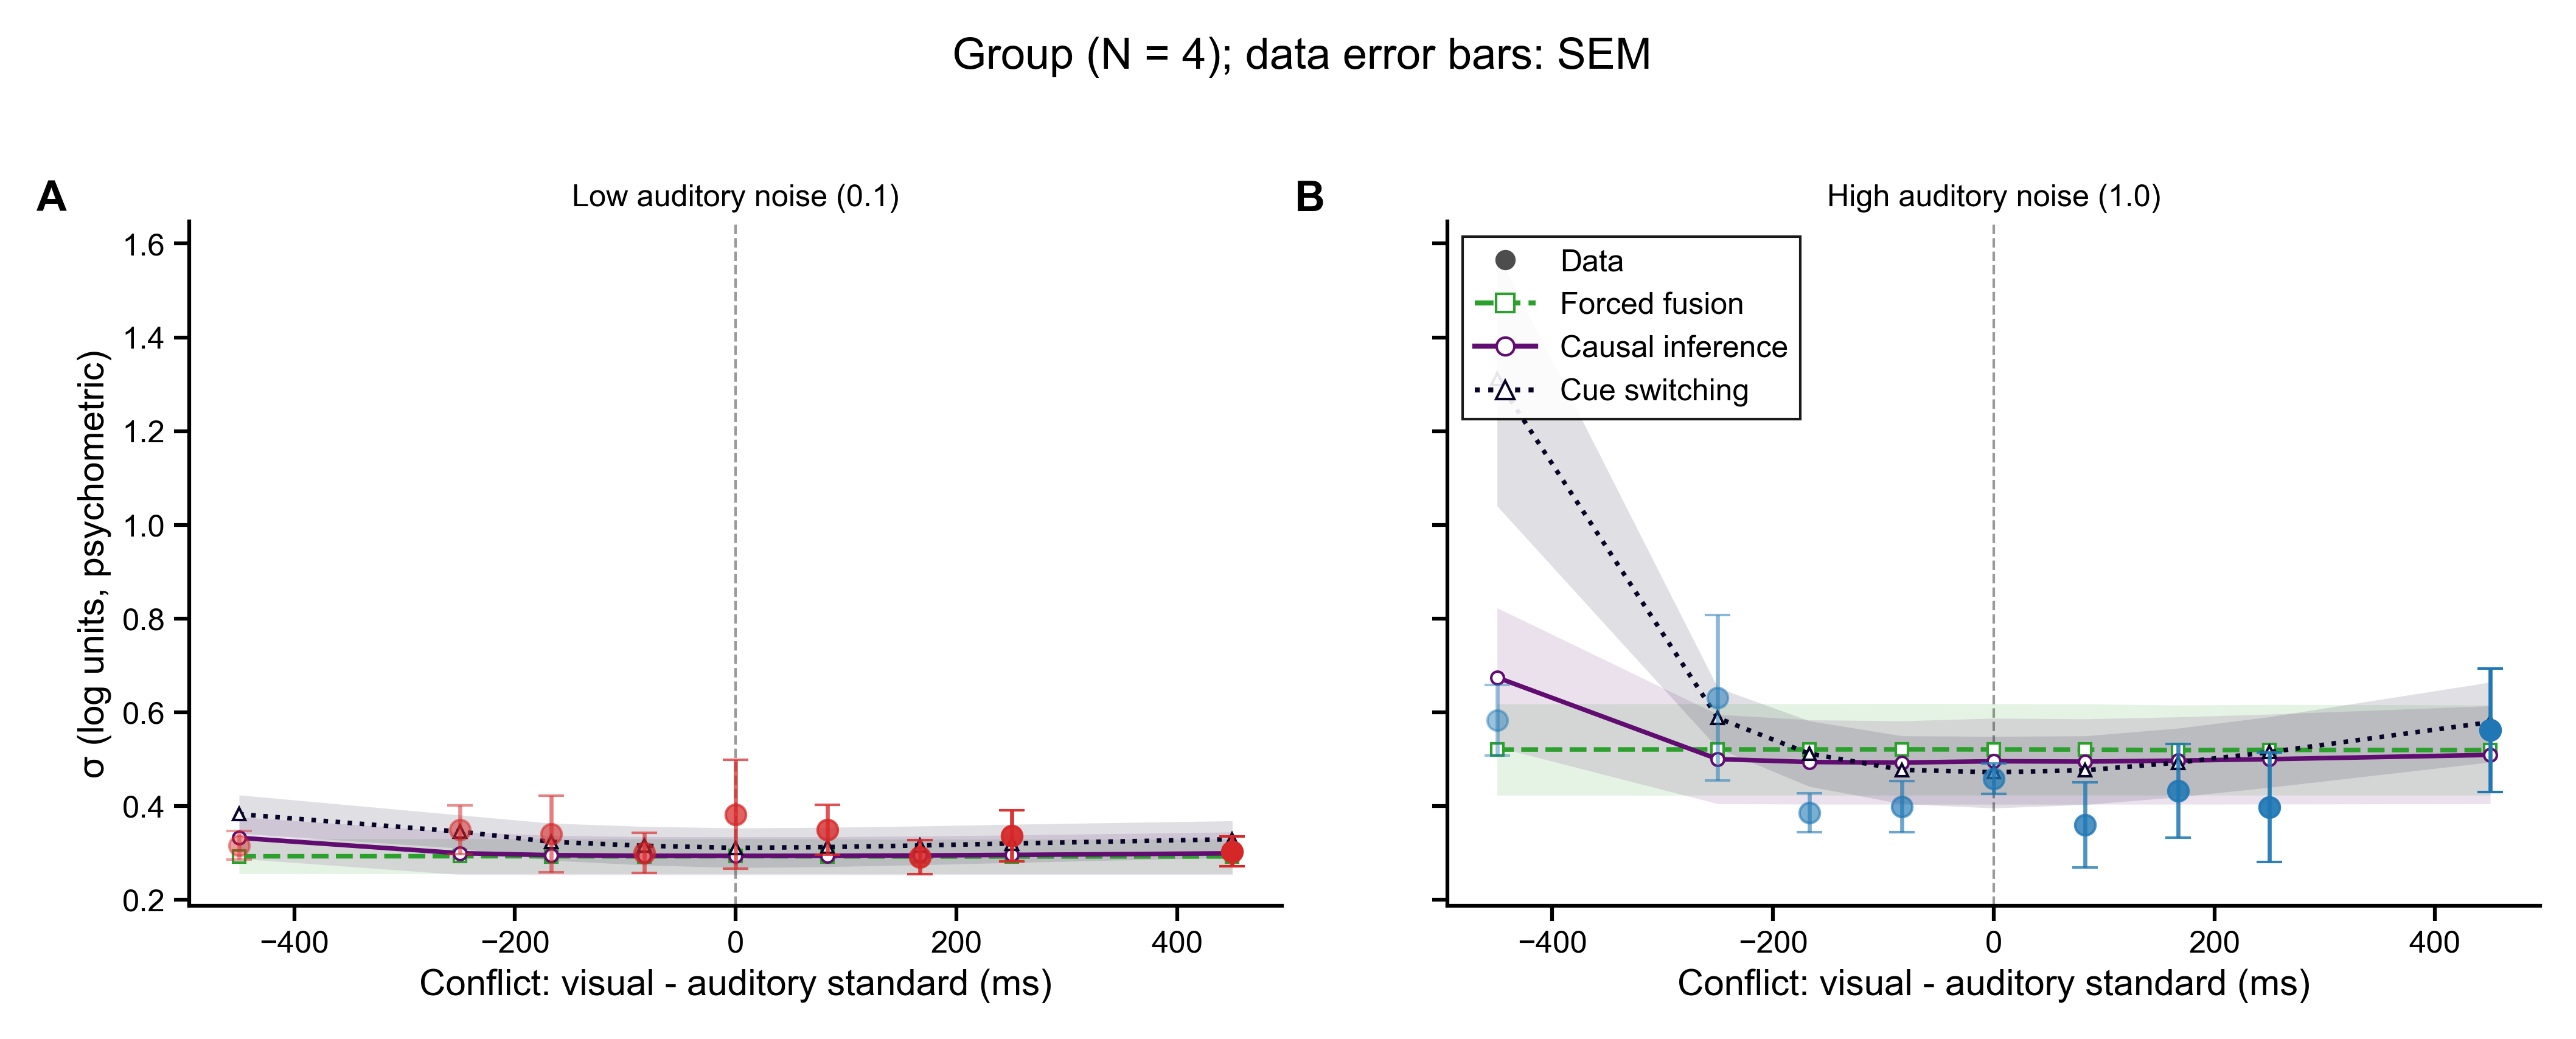 Group (N = 4); data error bars: SEM
A
Low auditory noise (0.1)
1.6
1.4
1.2
1.0
0.8
0.6
0.4
0.2
σ (log units, psychometric)
−400
−200
0
200
400
Conflict: visual - auditory standard (ms)
B
High auditory noise (1.0)
Data
Forced fusion
Causal inference
Cue switching
−400
−200
0
200
400
Conflict: visual - auditory standard (ms)